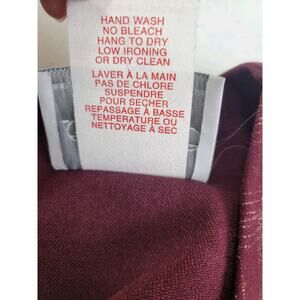 HAND WASH
NO BLEACH
HANG TO DRY
LOW IRONING
OR DRY CLEAN
LAVER À LA MAIN
PAS DE CHLORE
SUSPENDRE
POUR SECHER
REPASSAGE À BASSE
TEMPERATURE OU
NETTOYAGE À SEC